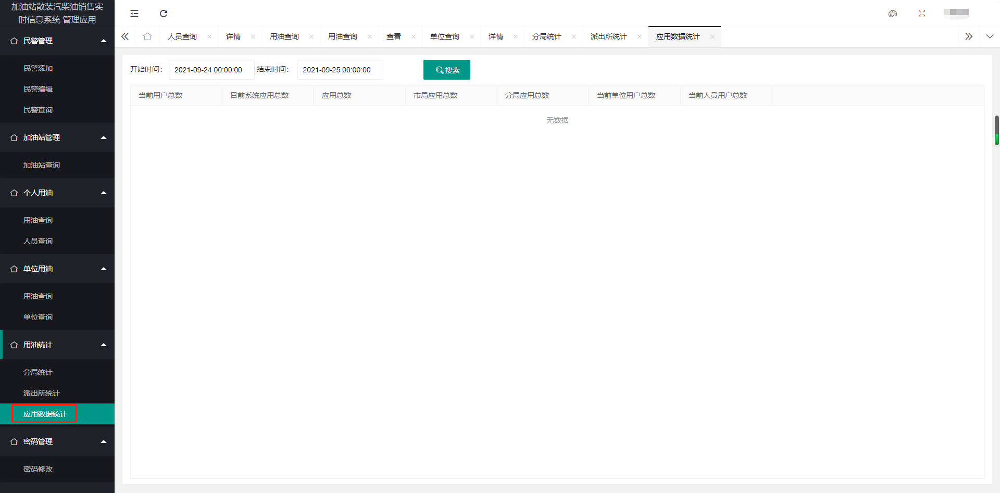 加油站散装汽柴油销售实
时信息系统 管理应用
民警管理
民警添加
民警编辑
民警查询
加油站管理
加油站查询
个人用油
用油查询
人员查询
单位用油
用油查询
单位查询
用油统计
分局统计
派出所统计
应用数据统计
密码管理
密码修改
人员查询 详情 用油查询 用油查询 查看 单位查询 详情 分局统计 派出所统计 应用数据统计
开始时间： 2021-09-24 00:00:00 结束时间： 2021-09-25 00:00:00 搜索
当前用户总数 目前系统应用总数 应用总数 市局应用总数 分局应用总数 当前单位用户总数 当前人员用户总数
无数据